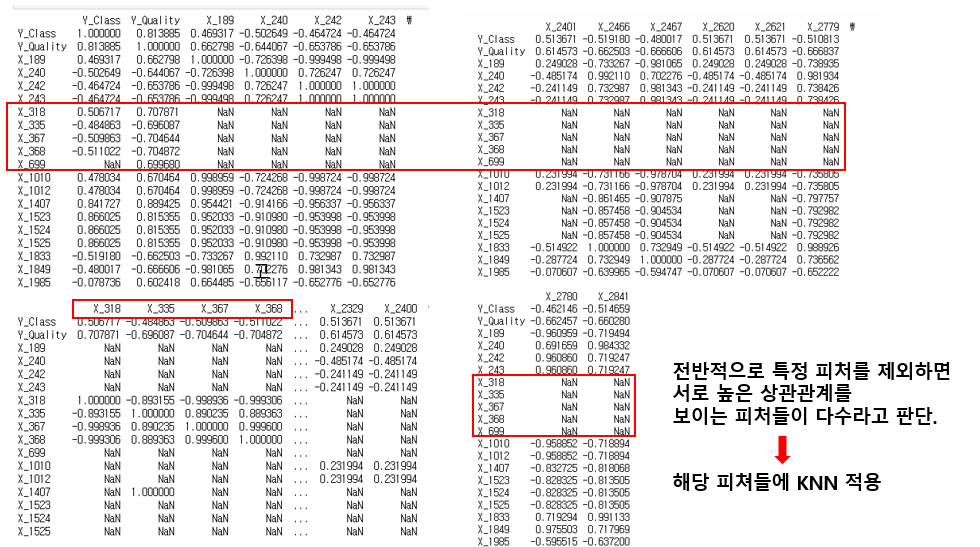 Y_Class Y_Quality X_189 X_240 X_242 X_243 ₩
Y_Class 1.000000 0.813885 0.469317 -0.502649 -0.464724 -0.464724
Y_Quality 0.813885 1.000000 0.662798 -0.644067 -0.653786 -0.653786
X_189 0.469317 0.662798 1.000000 -0.726398 -0.999498 -0.999498
X_240 -0.502649 -0.644067 -0.726398 1.000000 0.726247 0.726247
X_242 -0.464724 -0.653786 -0.999498 0.726247 1.000000 1.000000
X_243 -0.464724 -0.653786 -0.999498 0.726247 1.000000 1.000000
X_318 0.506717 0.707871 NaN NaN NaN NaN
X_335 -0.484863 -0.696087 NaN NaN NaN NaN
X_367 -0.509863 -0.704644 NaN NaN NaN NaN
X_368 -0.511022 -0.704872 NaN NaN NaN NaN
X_699 NaN 0.699680 NaN NaN NaN NaN
X_1010 0.478034 0.670464 0.998959 -0.724268 -0.998724 -0.998724
X_1012 0.478034 0.670464 0.998959 -0.724268 -0.998724 -0.998724
X_1407 0.841727 0.889425 0.954421 -0.914166 -0.956337 -0.956337
X_1523 0.866025 0.815355 0.952033 -0.910980 -0.953998 -0.953998
X_1524 0.866025 0.815355 0.952033 -0.910980 -0.953998 -0.953998
X_1525 0.866025 0.815355 0.952033 -0.910980 -0.953998 -0.953998
X_1833 -0.519180 -0.662503 -0.733267 0.992110 0.732987 0.732987
X_1849 -0.480017 -0.666606 -0.981065 0.702276 0.981343 0.981343
X_1985 -0.078736 0.602418 0.664485 -0.656117 -0.652776 -0.652776
X_2401 X_2466 X_2467 X_2620 X_2621 X_2779 ₩
Y_Class 0.513671 -0.519180 -0.480017 0.513671 0.513671 -0.510813
Y_Quality 0.614573 -0.662503 -0.666606 0.614573 0.614573 -0.666837
X_189 0.249028 -0.733267 -0.981065 0.249028 0.249028 -0.738935
X_240 -0.485174 0.992110 0.702276 -0.485174 -0.485174 0.981934
X_242 -0.241149 0.732987 0.981343 -0.241149 -0.241149 0.738426
X_243 -0.241149 0.732987 0.981343 -0.241149 -0.241149 0.738426
X_318 NaN NaN NaN NaN NaN NaN
X_335 NaN NaN NaN NaN NaN NaN
X_367 NaN NaN NaN NaN NaN NaN
X_368 NaN NaN NaN NaN NaN NaN
X_699 NaN NaN NaN NaN NaN NaN
X_1010 0.231994 -0.731166 -0.978704 0.231994 0.231994 -0.735805
X_1012 0.231994 -0.731166 -0.978704 0.231994 0.231994 -0.735805
X_1407 NaN -0.861465 -0.907875 NaN NaN -0.797757
X_1523 NaN -0.857458 -0.904534 NaN NaN -0.792982
X_1524 NaN -0.857458 -0.904534 NaN NaN -0.792982
X_1525 NaN -0.857458 -0.904534 NaN NaN -0.792982
X_1833 -0.514922 1.000000 0.732949 -0.514922 -0.514922 0.988926
X_1849 -0.287724 0.732949 1.000000 -0.287724 -0.287724 0.736562
X_1985 -0.070607 -0.639965 -0.594747 -0.070607 -0.070607 -0.652222
X_318 X_335 X_367 X_368 ... X_2329 X_2400
Y_Class 0.506717 -0.484863 -0.509863 -0.511022 ... 0.513671 0.513671
Y_Quality 0.707871 -0.696087 -0.704644 -0.704872 ... 0.614573 0.614573
X_189 NaN NaN NaN NaN ... 0.249028 0.249028
X_240 NaN NaN NaN NaN ... -0.485174 -0.485174
X_242 NaN NaN NaN NaN ... -0.241149 -0.241149
X_243 NaN NaN NaN NaN ... -0.241149 -0.241149
X_318 1.000000 -0.893155 -0.998936 -0.999306 ... NaN NaN
X_335 -0.893155 1.000000 0.890235 0.889363 ... NaN NaN
X_367 -0.998936 0.890235 1.000000 0.999600 ... NaN NaN
X_368 -0.999306 0.889363 0.999600 1.000000 ... NaN NaN
X_699 NaN NaN NaN NaN ... NaN NaN
X_1010 NaN NaN NaN NaN ... 0.231994 0.231994
X_1012 NaN NaN NaN NaN ... 0.231994 0.231994
X_1407 NaN 1.000000 NaN NaN ... NaN NaN
X_1523 NaN NaN NaN NaN ... NaN NaN
X_1524 NaN NaN NaN NaN ... NaN NaN
X_1525 NaN NaN NaN NaN ... NaN NaN
X_2780 X_2841
Y_Class -0.462146 -0.514659
Y_Quality -0.662457 -0.660280
X_189 -0.960959 -0.719494
X_240 0.691659 0.984332
X_242 0.960860 0.719247
X_243 0.960860 0.719247
X_318 NaN NaN
X_335 NaN NaN
X_367 NaN NaN
X_368 NaN NaN
X_699 NaN NaN
X_1010 -0.958852 -0.718894
X_1012 -0.958852 -0.718894
X_1407 -0.832725 -0.818068
X_1523 -0.828325 -0.813505
X_1524 -0.828325 -0.813505
X_1525 -0.828325 -0.813505
X_1833 0.719294 0.991133
X_1849 0.975503 0.717969
X_1985 -0.595515 -0.637200
전반적으로 특정 피처를 제외하면
서로 높은 상관관계를
보이는 피처들이 다수라고 판단.
해당 피쳐들에 KNN 적용